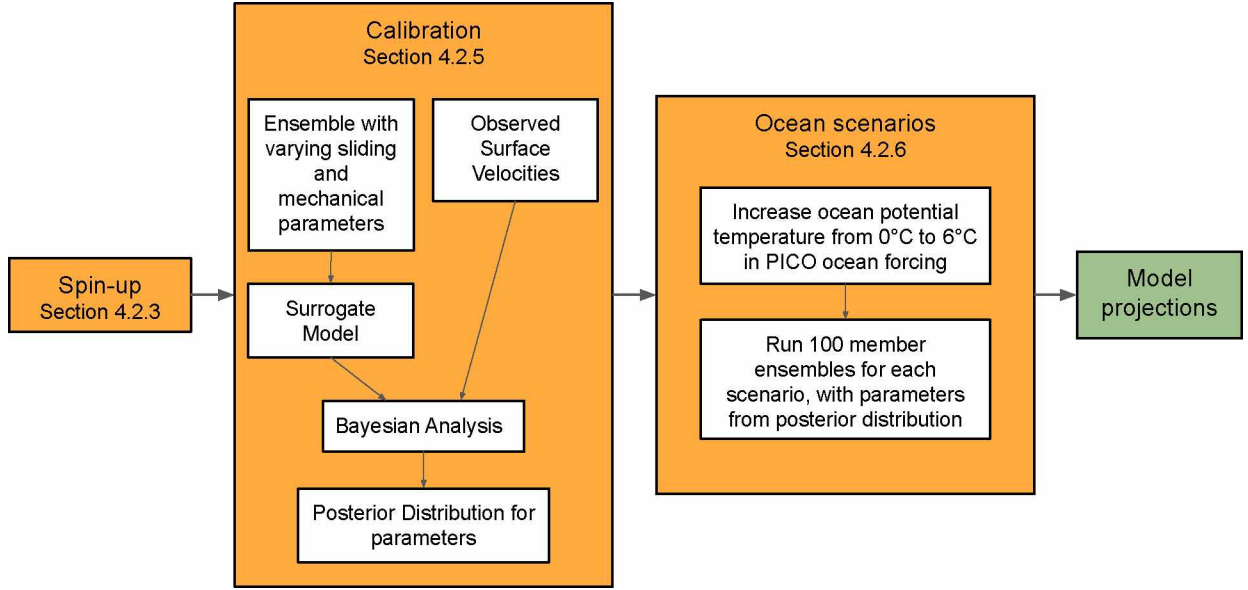 Spin-up
Section 4.2.3
Calibration
Section 4.2.5
Ensemble with
varying sliding
and
mechanical
parameters
Observed
Surface
Velocities
Surrogate
Model
Bayesian Analysis
Posterior Distribution for
parameters
Ocean scenarios
Section 4.2.6
Increase ocean potential
temperature from 0°C to 6°C
in PICO ocean forcing
Run 100 member
ensembles for each
scenario, with parameters
from posterior distribution
Model
projections